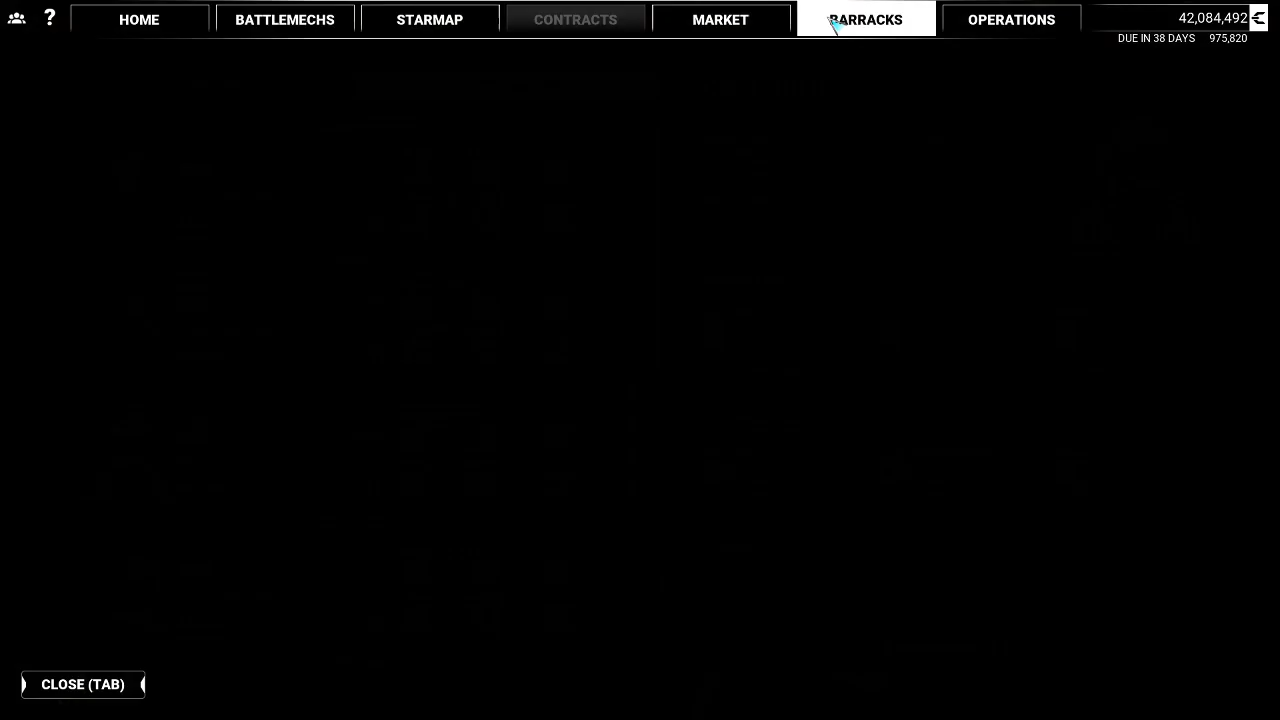 ?
HOME
BATTLEMECHS
STARMAP
CONTRACTS
MARKET
BARRACKS
OPERATIONS
42,084,492
DUE IN 38 DAYS 975,820
CLOSE (TAB)